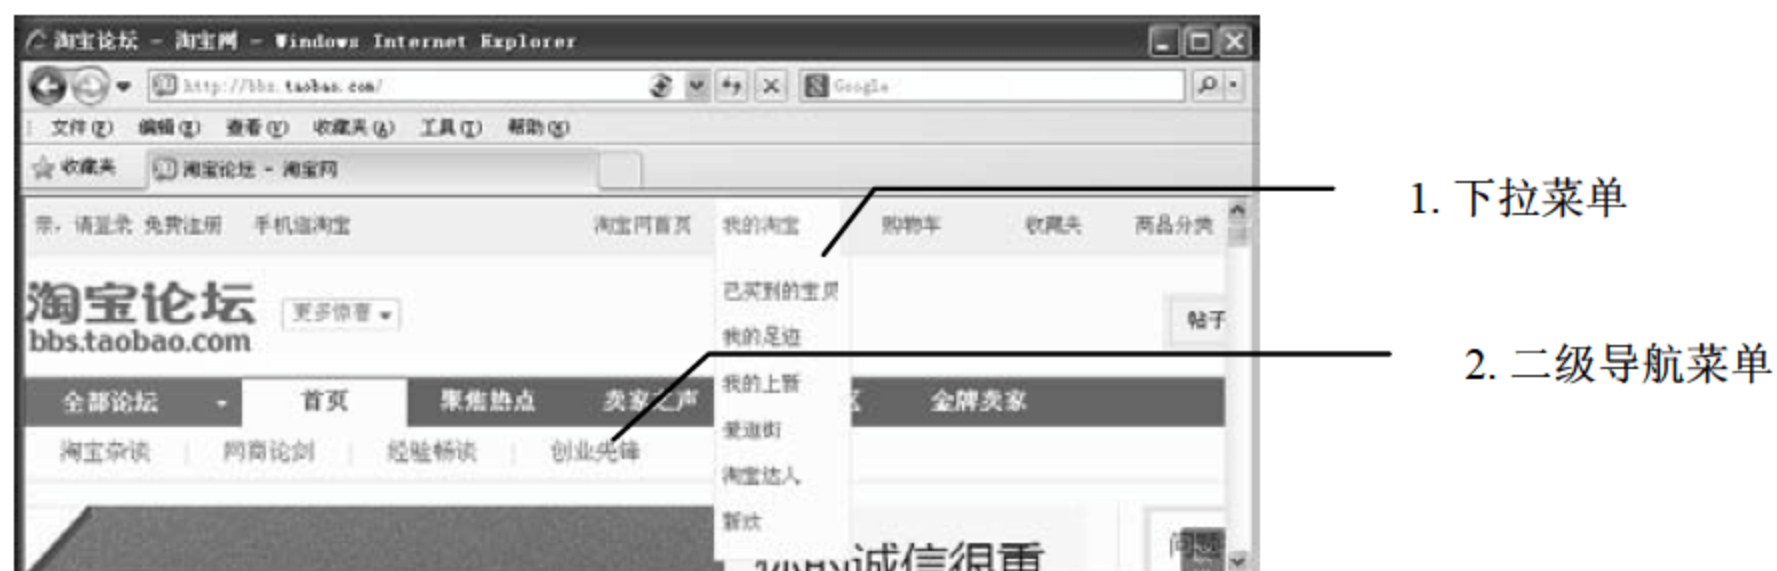 淘宝论坛 - 淘宝网 - Windows Internet Explorer
http://bbs.taobao.com/
Google
文件(F) 编辑(E) 查看(V) 收藏夹(A) 工具(T) 帮助(H)
收藏夹 淘宝论坛 - 淘宝网
亲，请登录 免费注册 手机逛淘宝 淘宝网首页 我的淘宝 购物车 收藏夹 商品分类
1. 下拉菜单
淘宝论坛 更多惊喜
bbs.taobao.com
已买到的宝贝
帖子
我的足迹
2. 二级导航菜单
我的上新
全部论坛 首页 聚焦热点 卖家之声 金牌卖家
爱逛街
淘宝杂谈 网商论剑 经验畅谈 创业先锋
淘宝达人
新欢
诚信很重
问题